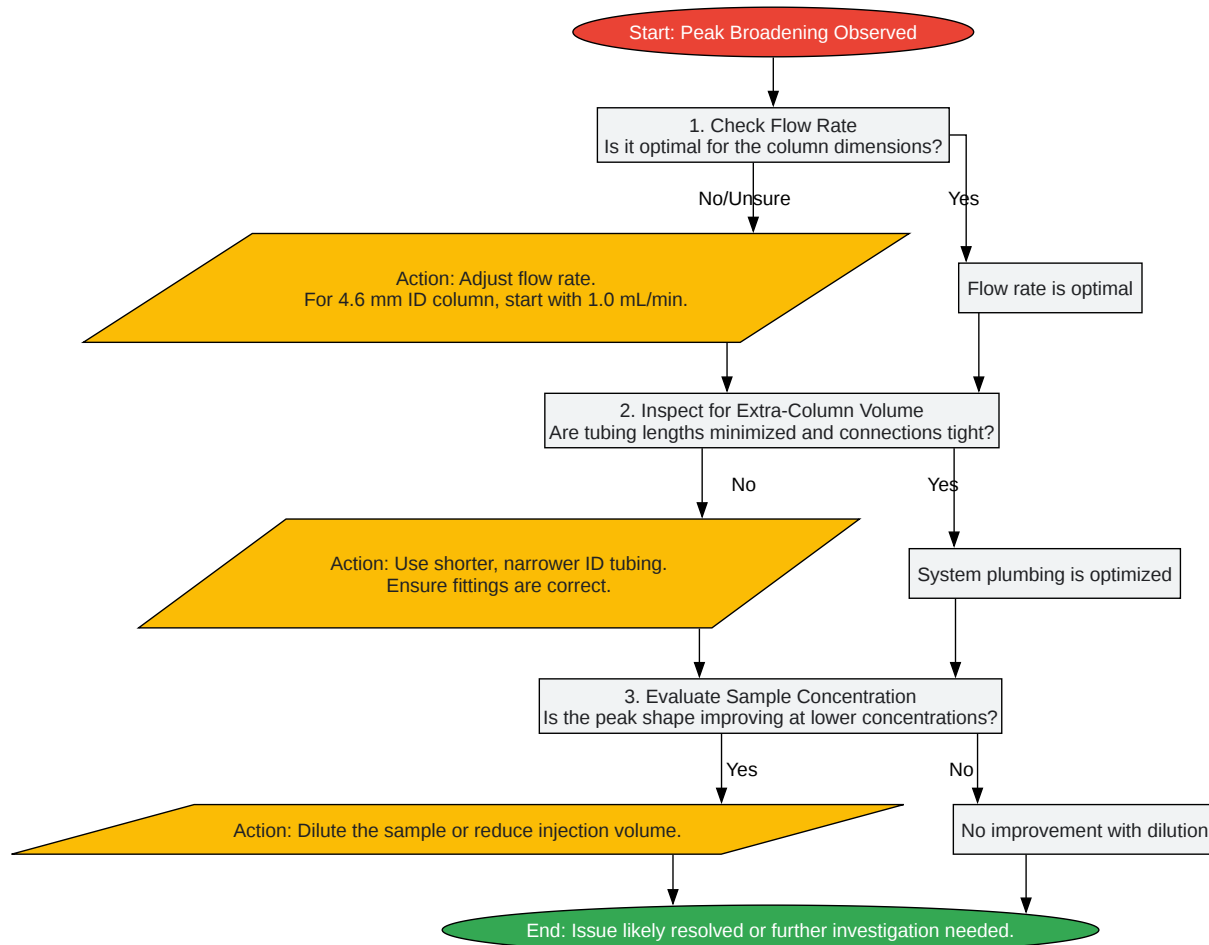 Start: Peak Broadening Observed
1. Check Flow Rate
Is it optimal for the column dimensions?
No/Unsure
Yes
Action: Adjust flow rate.
For 4.6 mm ID column, start with 1.0 mL/min.
Flow rate is optimal
2. Inspect for Extra-Column Volume
Are tubing lengths minimized and connections tight?
No
Yes
Action: Use shorter, narrower ID tubing.
Ensure fittings are correct.
System plumbing is optimized
3. Evaluate Sample Concentration
Is the peak shape improving at lower concentrations?
Yes
No
Action: Dilute the sample or reduce injection volume.
No improvement with dilution
End: Issue likely resolved or further investigation needed.